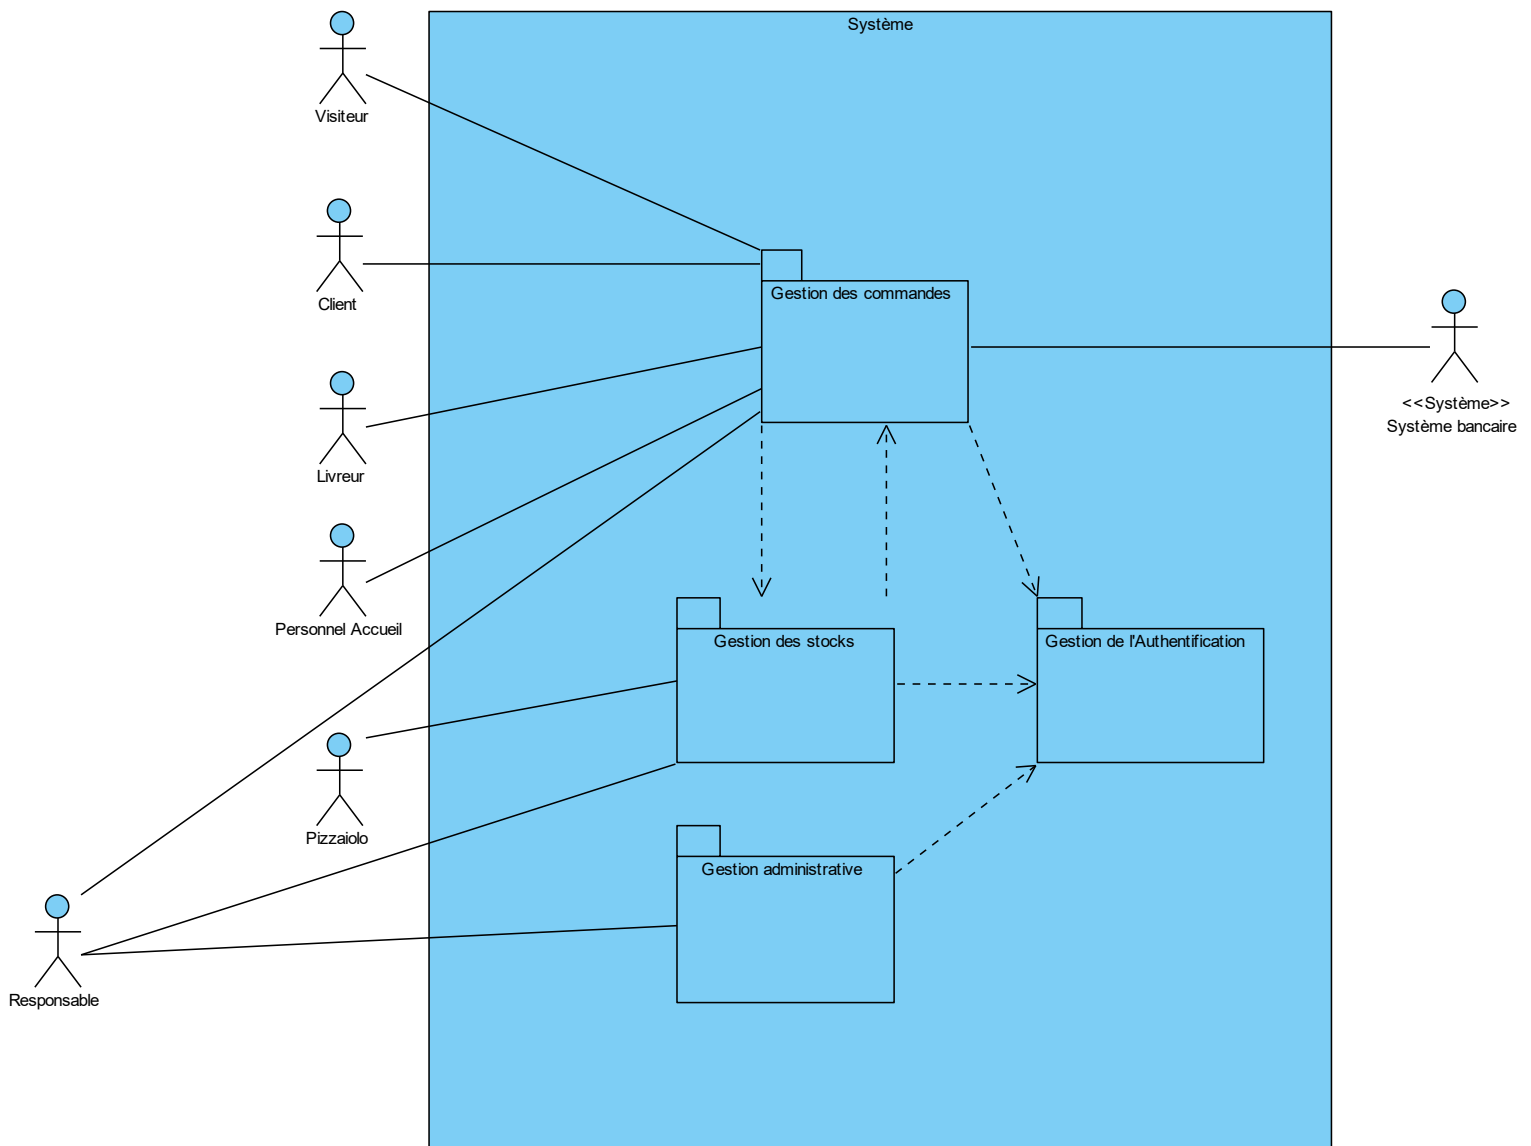 Système
Visiteur
Client
Gestion des commandes
<<Système>>
Système bancaire
Livreur
Personnel Accueil
Gestion des stocks
Gestion de l'Authentification
Pizzaiolo
Gestion administrative
Responsable